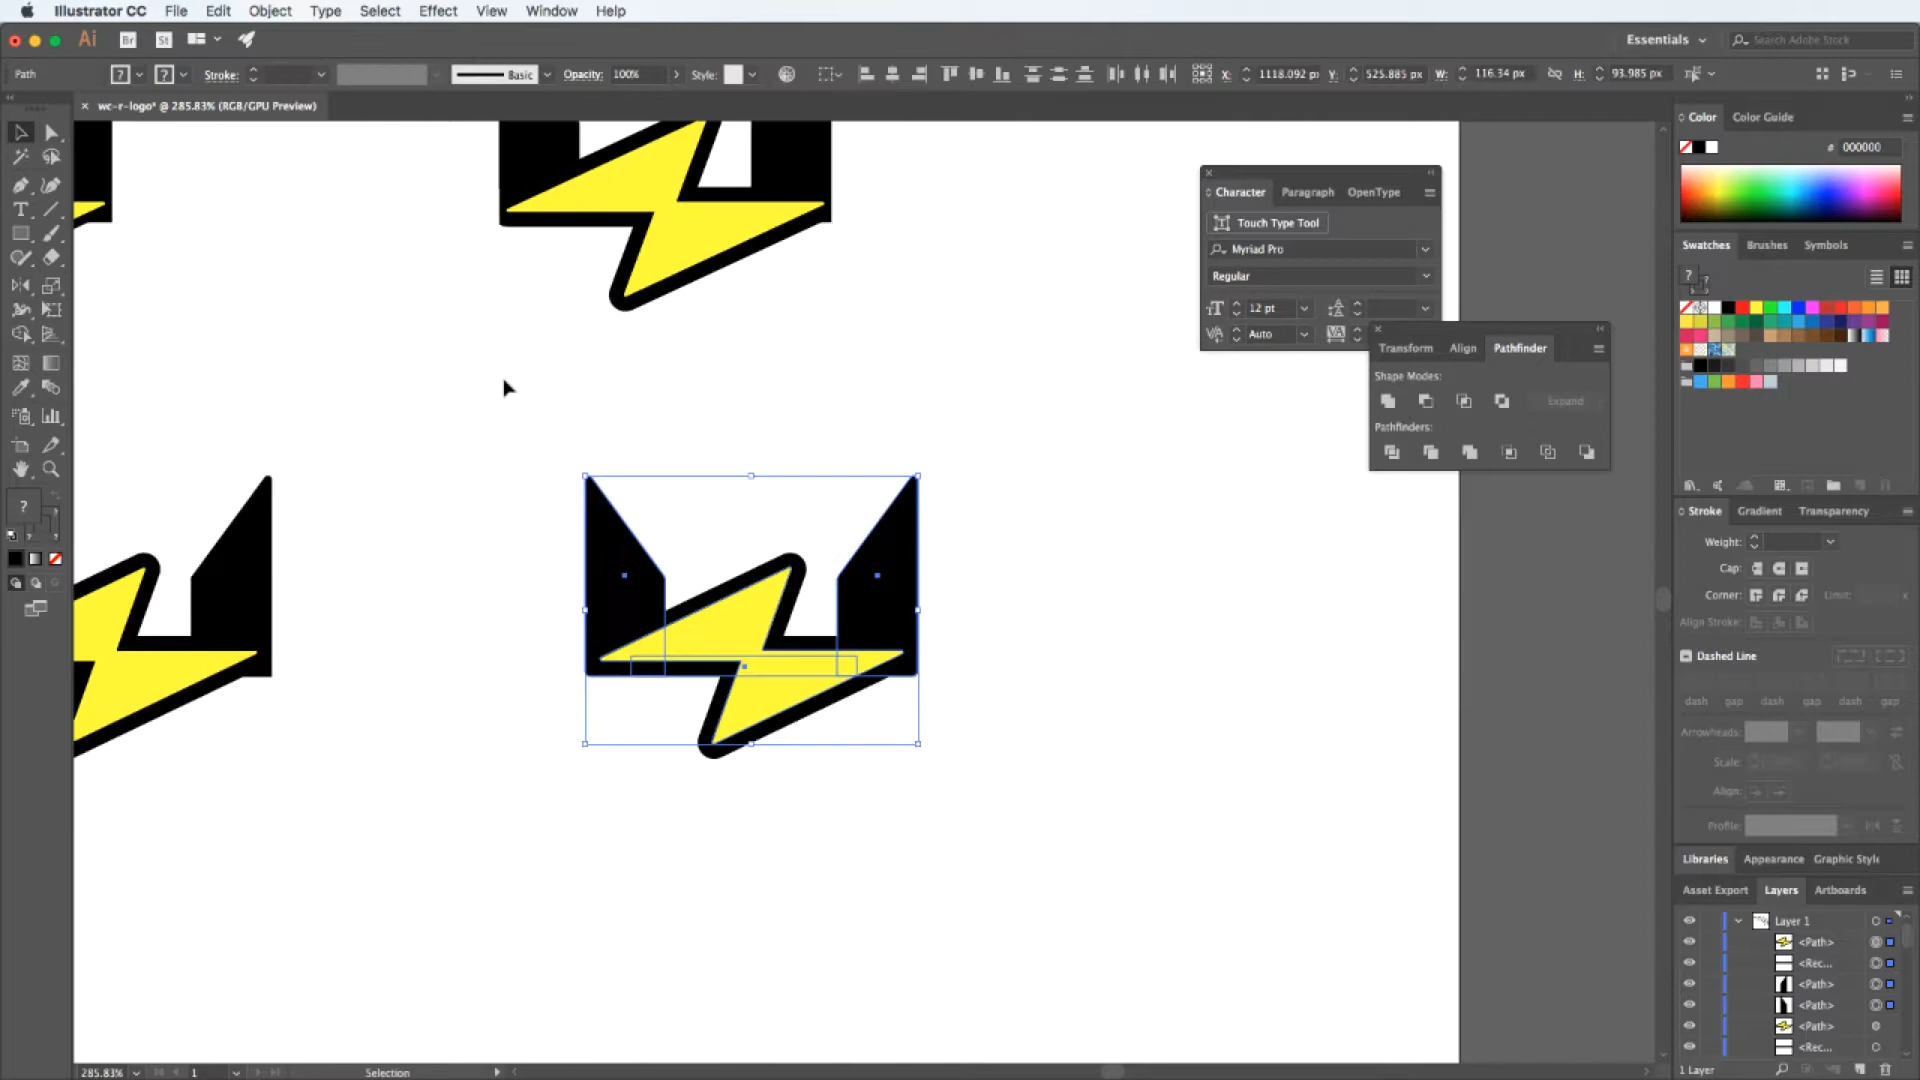 Illustrator CC File Edit Object Type Select Effect View Window Help
Ai Br St Essentials Search Adobe Stock
Path ? ? Stroke: Basic Opacity: 100% Style: X: 1118.092 px Y: 525.885 px W: 116.34 px H: 93.985 px
× wc-r-logo* @ 285.83% (RGB/GPU Preview)
Color Color Guide
# 000000
Character Paragraph OpenType
Touch Type Tool
Myriad Pro
Regular
12 pt
Auto
Swatches Brushes Symbols
Transform Align Pathfinder
Shape Modes:
Expand
Pathfinders:
Stroke Gradient Transparency
Weight:
Cap:
Corner: Limit: x
Align Stroke:
Dashed Line
dash gap dash gap dash gap
Arrowheads:
Scale:
Align:
Profile:
Libraries Appearance Graphic Style
Asset Export Layers Artboards
Layer 1
<Path>
<Rec...
<Path>
<Path>
<Path>
<Rec...
1 Layer
285.83% 1 Selection